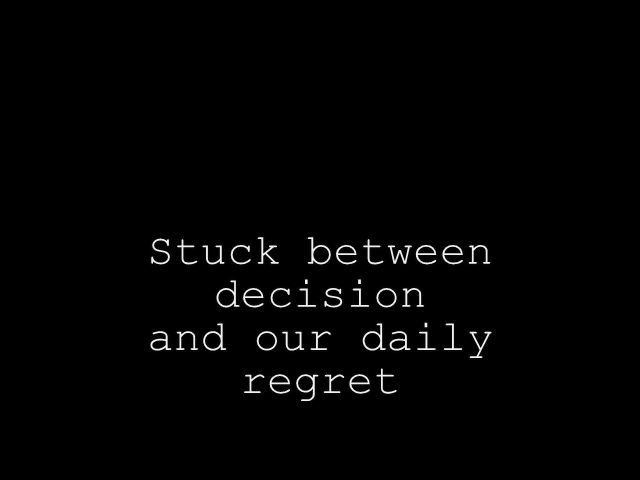 Stuck between
decision
and our daily
regret